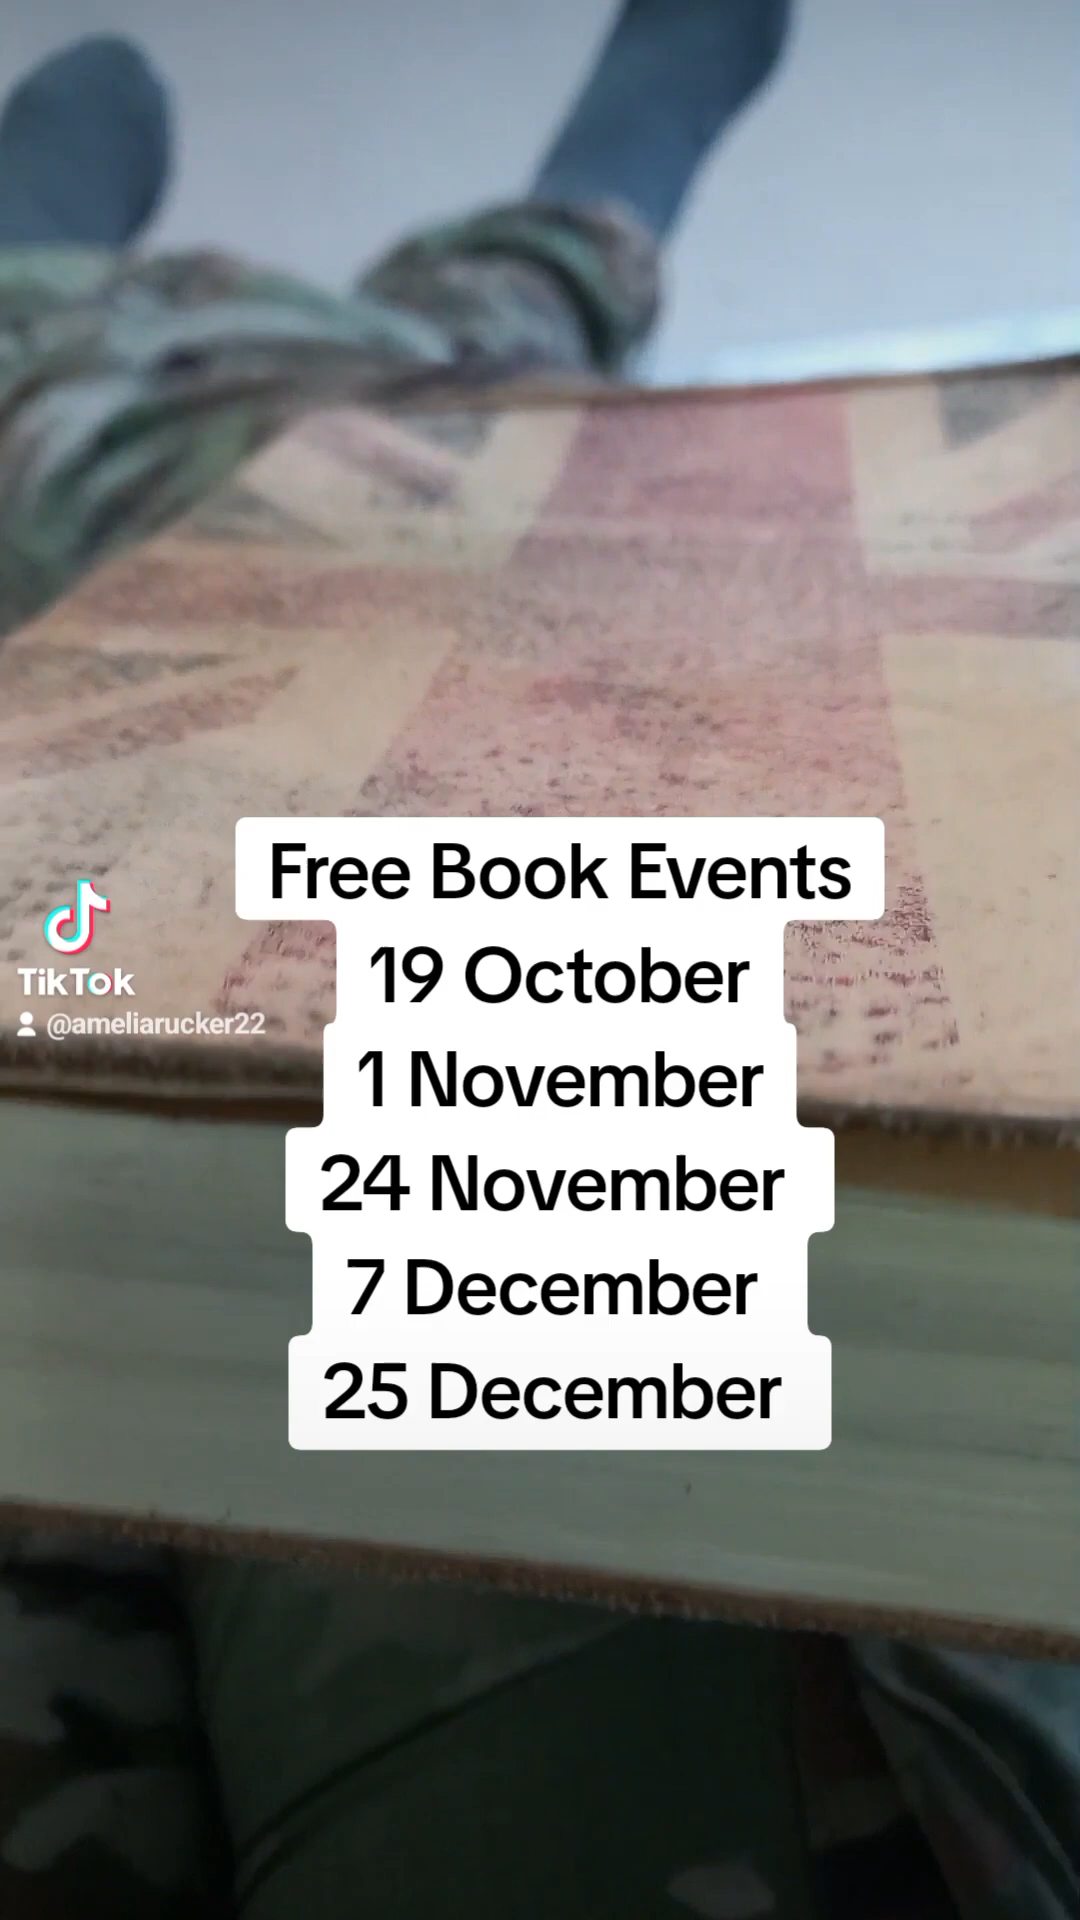 Free Book Events
19 October
1 November
24 November
7 December
25 December
TikTok
@ameliarucker22